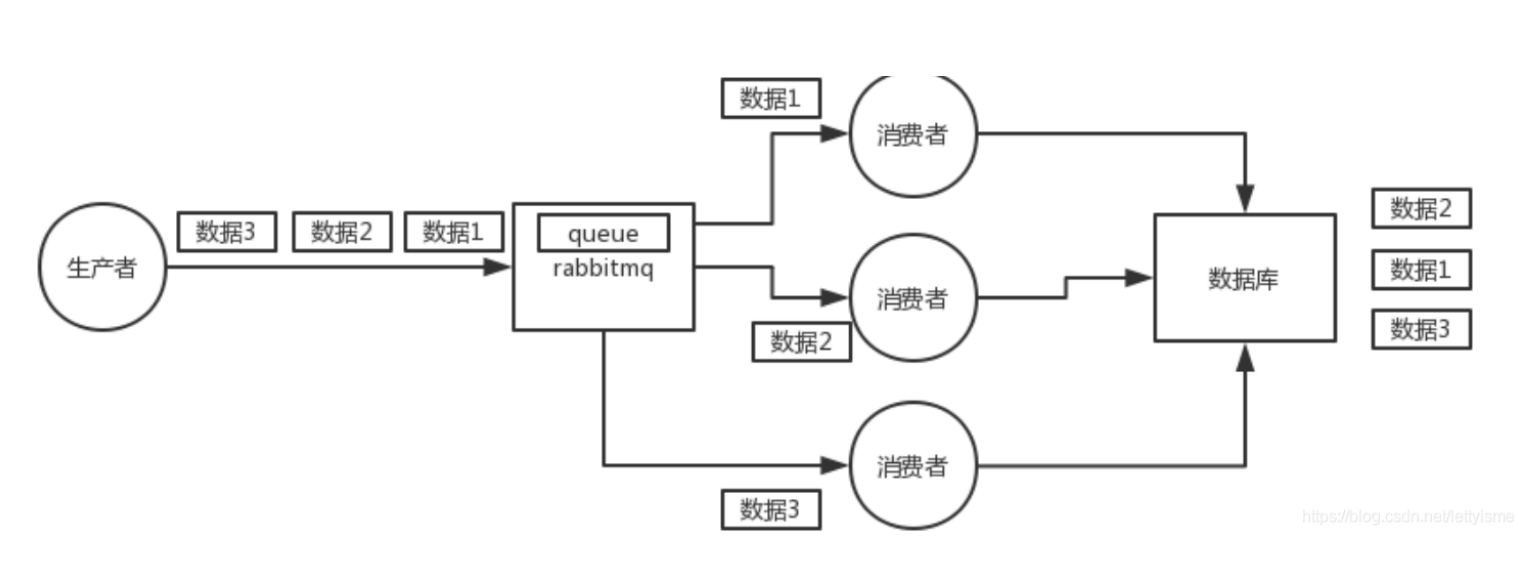 数据1
消费者
生产者
数据3
数据2
数据1
queue
rabbitmq
消费者
数据2
消费者
数据3
数据库
数据2
数据1
数据3
https://blog.csdn.net/lettyisme